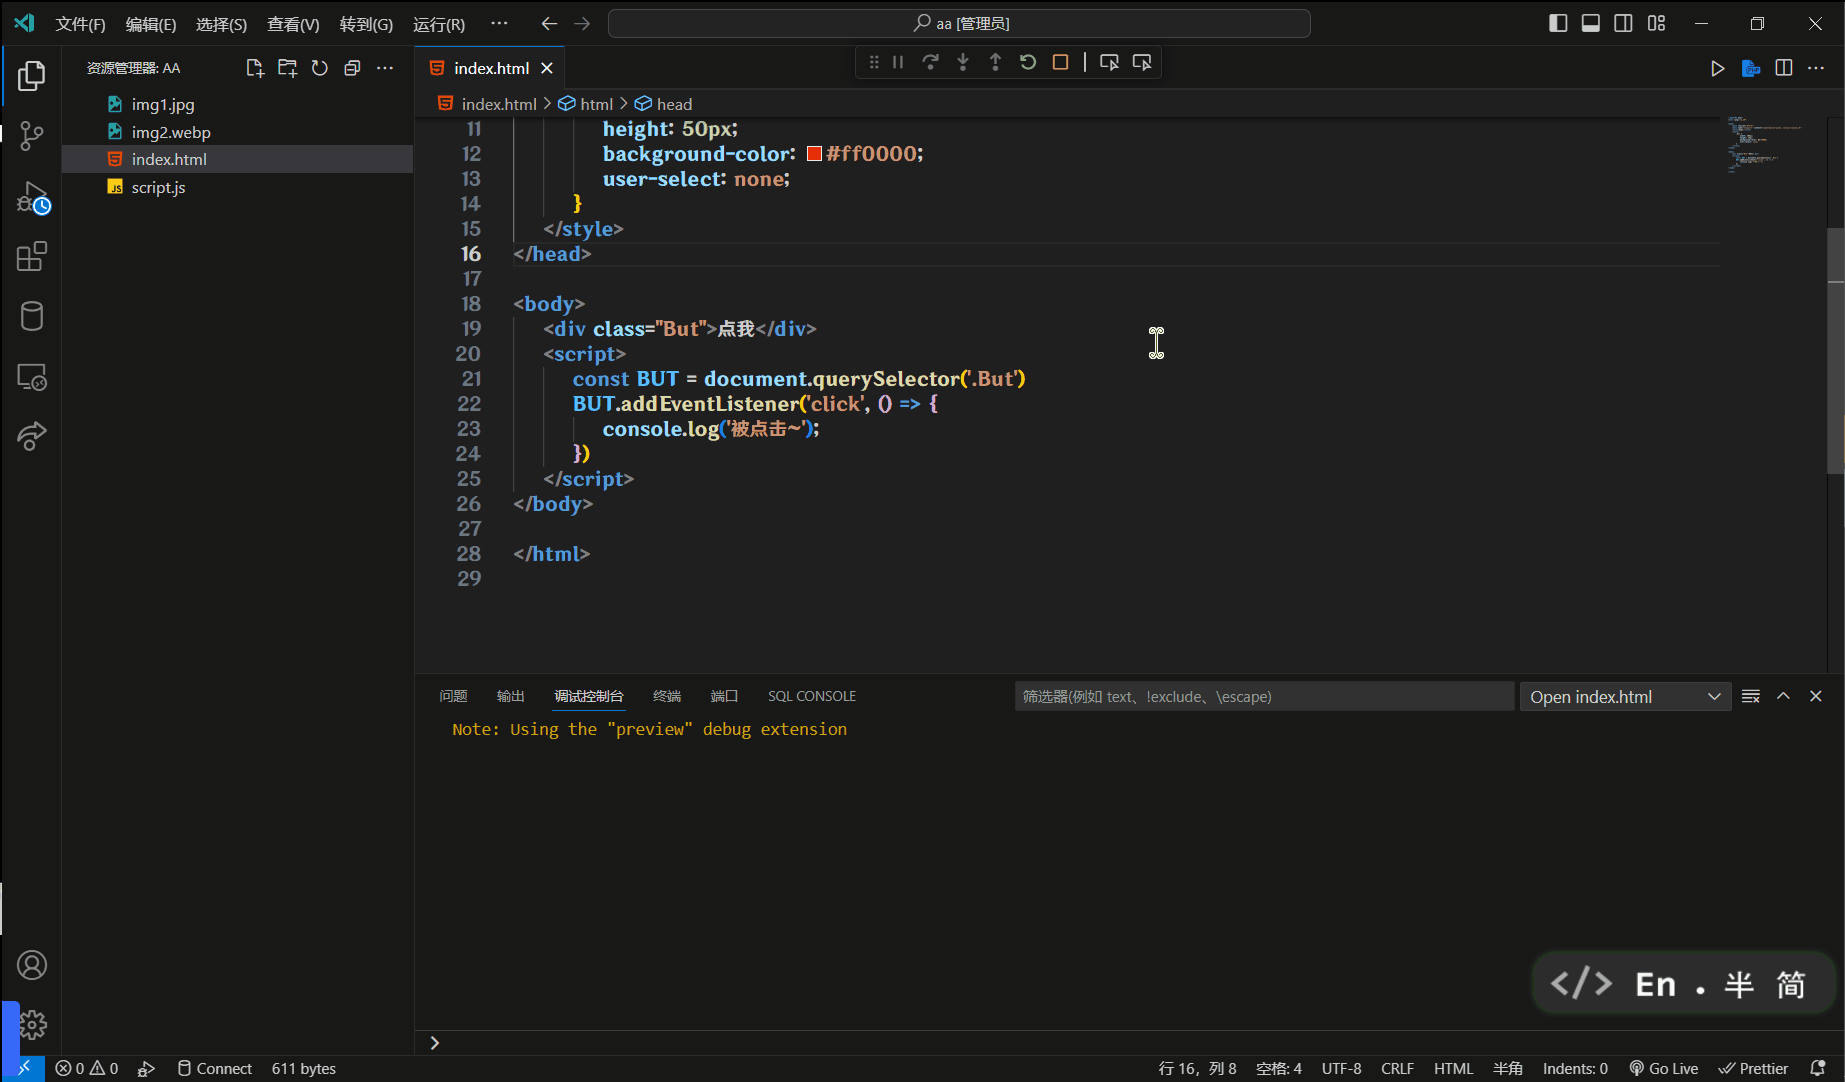 文件(F) 编辑(E) 选择(S) 查看(V) 转到(G) 运行(R) ··· aa [管理员]
资源管理器: AA
img1.jpg
img2.webp
index.html
JS script.js
index.html
index.html > html > head
11 height: 50px;
12 background-color: #ff0000;
13 user-select: none;
14 }
15 </style>
16 </head>
17
18 <body>
19 <div class="But">点我</div>
20 <script>
21 const BUT = document.querySelector('.But')
22 BUT.addEventListener('click', () => {
23 console.log('被点击~');
24 })
25 </script>
26 </body>
27
28 </html>
29
问题 输出 调试控制台 终端 端口 SQL CONSOLE 筛选器(例如 text、!exclude、\escape) Open index.html
Note: Using the "preview" debug extension
</> En . 半 简
>
0 0 Connect 611 bytes 行 16，列 8 空格: 4 UTF-8 CRLF HTML 半角 Indents: 0 Go Live Prettier